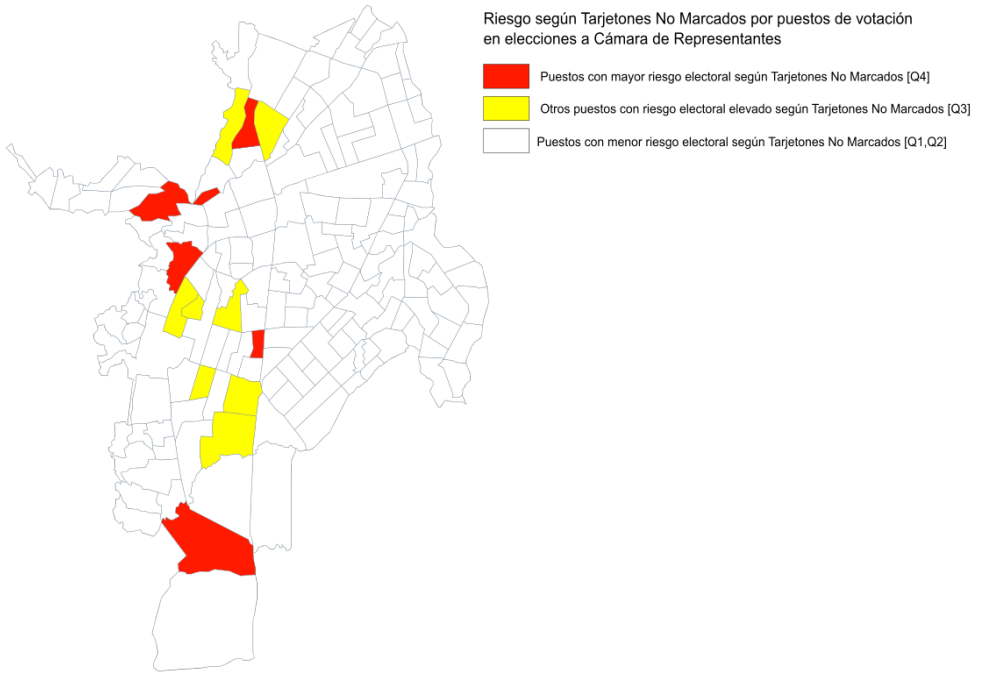 Riesgo según Tarjetones No Marcados por puestos de votación
en elecciones a Cámara de Representantes
Puestos con mayor riesgo electoral según Tarjetones No Marcados [Q4]
Otros puestos con riesgo electoral elevado según Tarjetones No Marcados [Q3]
Puestos con menor riesgo electoral según Tarjetones No Marcados [Q1,Q2]